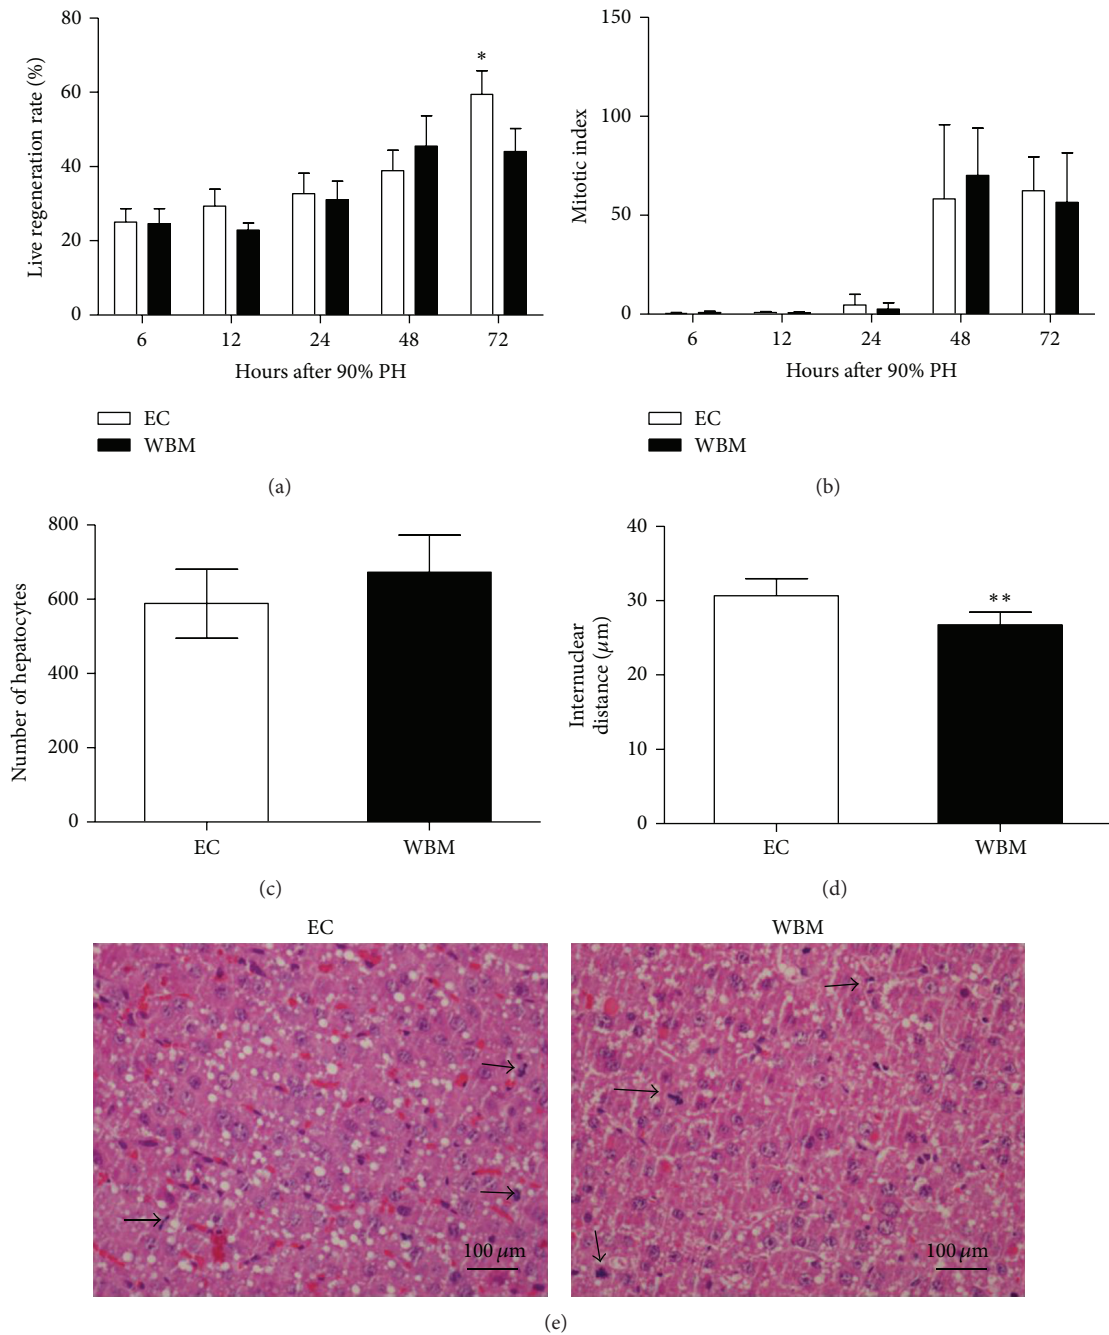 80
60
40
20
0
Live regeneration rate (%)
*
6 12 24 48 72
Hours after 90% PH
EC
WBM
(a)
150
100
50
0
Mitotic index
6 12 24 48 72
Hours after 90% PH
EC
WBM
(b)
800
600
400
200
0
Number of hepatocytes
EC WBM
(c)
40
30
20
10
0
Internuclear
distance (μm)
**
EC WBM
(d)
EC WBM
100 μm 100 μm
(e)